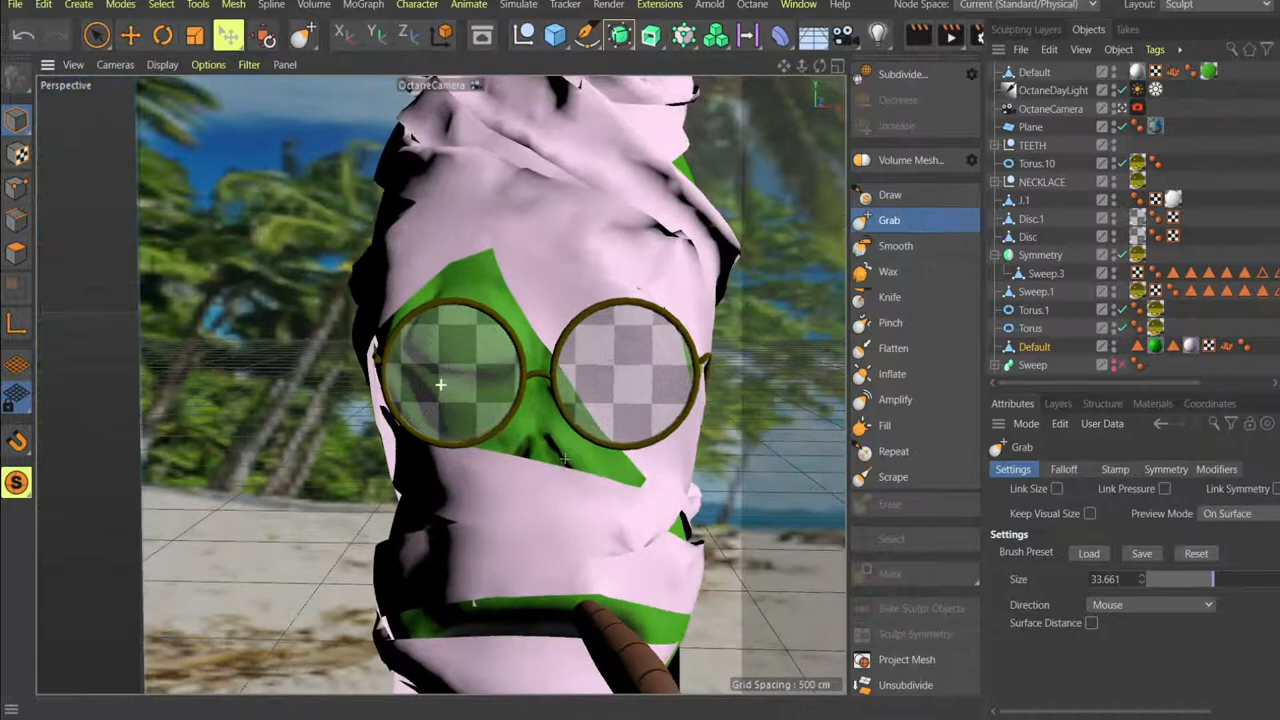 File Edit Create Modes Select Tools Mesh Spline Volume MoGraph Character Animate Simulate Tracker Render Extensions Arnold Octane Window Help Node Space: Current (Standard/Physical) Layout: Sculpt
X Y Z
Sculpting Layers Objects Takes
File Edit View Object Tags
View Cameras Display Options Filter Panel
Perspective
OctaneCamera
Y
Z
Subdivide...
Decrease
Increase
Volume Mesh...
Draw
Grab
Smooth
Wax
Knife
Pinch
Flatten
Inflate
Amplify
Fill
Repeat
Scrape
Erase
Select
Mask
Bake Sculpt Objects
Sculpt Symmetry
Project Mesh
Unsubdivide
Grid Spacing : 500 cm
S
Default
OctaneDayLight
OctaneCamera
Plane
TEETH
Torus.10
NECKLACE
J.1
Disc.1
Disc
Symmetry
Sweep.3
Sweep.1
Torus.1
Torus
Default
Sweep
Attributes Layers Structure Materials Coordinates
Mode Edit User Data
Grab
Settings Falloff Stamp Symmetry Modifiers
Link Size Link Pressure Link Symmetry
Keep Visual Size Preview Mode On Surface
Settings
Brush Preset Load Save Reset
Size 33.661
Direction Mouse
Surface Distance